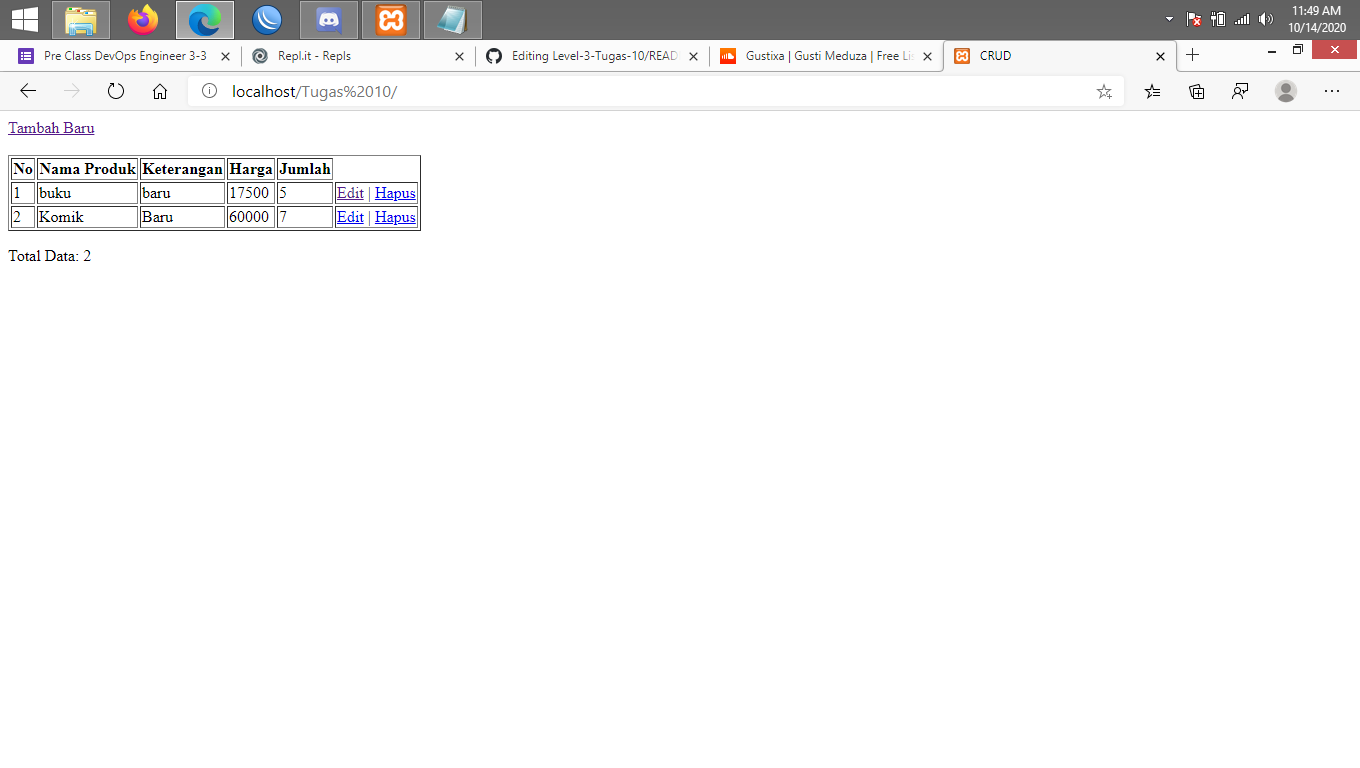 11:49 AM
10/14/2020
Pre Class DevOps Engineer 3-3
Repl.it - Repls
Editing Level-3-Tugas-10/READ
Gustixa | Gusti Meduza | Free Lis
CRUD
localhost/Tugas%2010/
Tambah Baru
No Nama Produk Keterangan Harga Jumlah
1 buku baru 17500 5 Edit | Hapus
2 Komik Baru 60000 7 Edit | Hapus
Total Data: 2